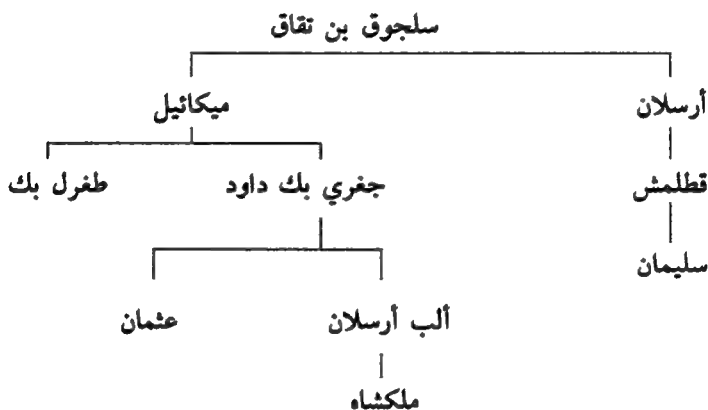 سلجوق بن تقاق
أرسلان
ميكائيل
قطلمش
جغري بك داود
طغرل بك
سليمان
ألب أرسلان
عثمان
ملكشاه